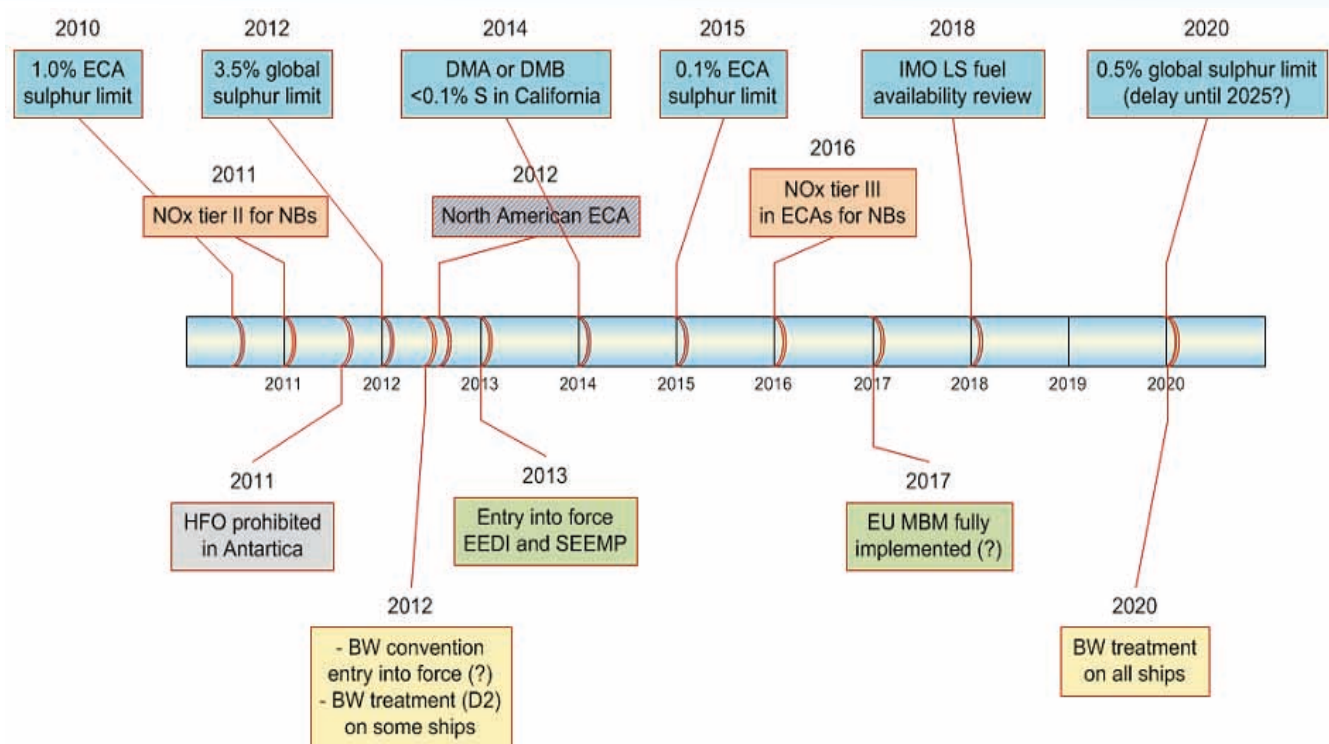 2010
1.0% ECA
sulphur limit
2012
3.5% global
sulphur limit
2014
DMA or DMB
<0.1% S in California
2015
0.1% ECA
sulphur limit
2018
IMO LS fuel
availability review
2020
0.5% global sulphur limit
(delay until 2025?)
2011
NOx tier II for NBs
2012
North American ECA
2016
NOx tier III
in ECAs for NBs
2011
2012
2013
2014
2015
2016
2017
2018
2019
2020
2011
HFO prohibited
in Antartica
2013
Entry into force
EEDI and SEEMP
2017
EU MBM fully
implemented (?)
2012
- BW convention
entry into force (?)
- BW treatment (D2)
on some ships
2020
BW treatment
on all ships